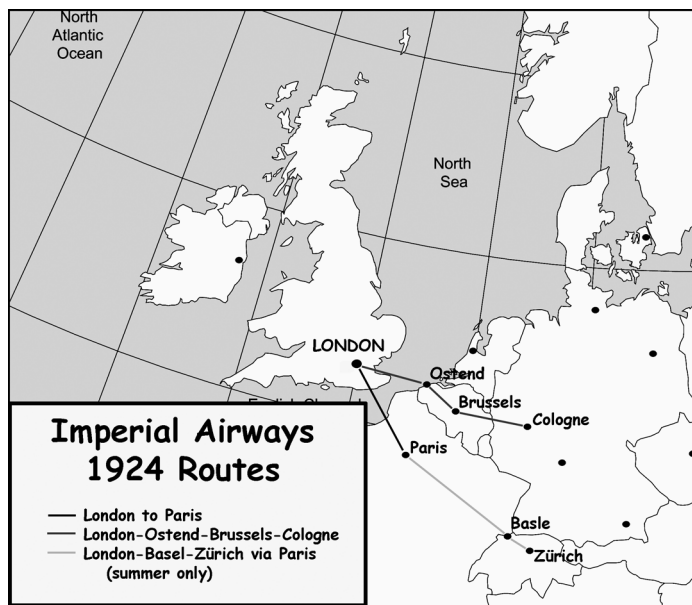 North
Atlantic
Ocean
North
Sea
LONDON
Ostend
Brussels
Cologne
Paris
Basle
Zürich
Imperial Airways
1924 Routes
London to Paris
London-Ostend-Brussels-Cologne
London-Basel-Zürich via Paris
(summer only)